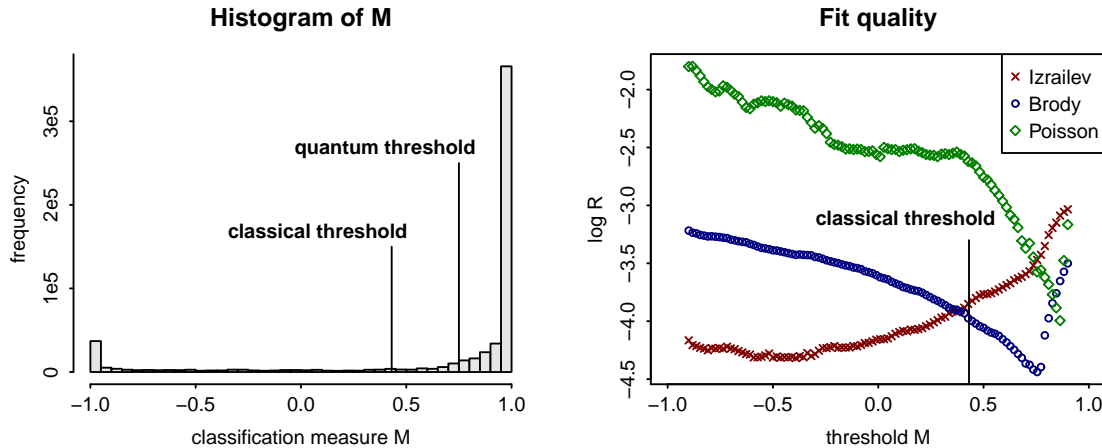 Histogram of M
frequency
0
1e5
2e5
3e5
quantum threshold
classical threshold
−1.0
−0.5
0.0
0.5
1.0
classification measure M
Fit quality
log R
−4.5
−4.0
−3.5
−3.0
−2.5
−2.0
Izrailev
Brody
Poisson
classical threshold
−1.0
−0.5
0.0
0.5
1.0
threshold M